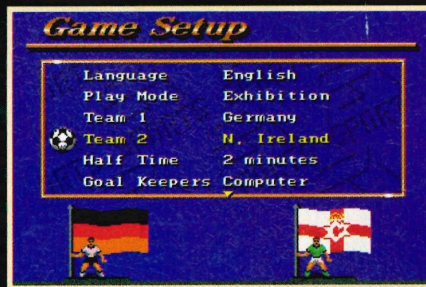 Game Setup
Language English
Play Mode Exhibition
Team 1 Germany
Team 2 N. Ireland
Half Time 2 minutes
Goal Keepers Computer